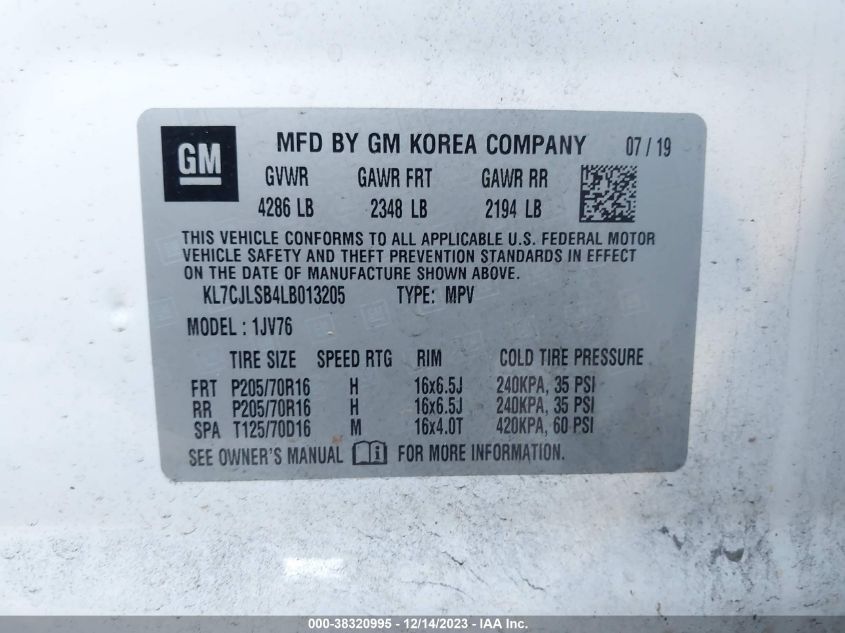 GM MFD BY GM KOREA COMPANY 07 / 19
GVWR GAWR FRT GAWR RR
4286 LB 2348 LB 2194 LB
THIS VEHICLE CONFORMS TO ALL APPLICABLE U.S. FEDERAL MOTOR
VEHICLE SAFETY AND THEFT PREVENTION STANDARDS IN EFFECT
ON THE DATE OF MANUFACTURE SHOWN ABOVE.
KL7CJLSB4LB013205 TYPE: MPV
MODEL : 1JV76
TIRE SIZE SPEED RTG RIM COLD TIRE PRESSURE
FRT P205/70R16 H 16x6.5J 240KPA, 35 PSI
RR P205/70R16 H 16x6.5J 240KPA, 35 PSI
SPA T125/70D16 M 16x4.0T 420KPA, 60 PSI
SEE OWNER'S MANUAL FOR MORE INFORMATION.
000-38320995 - 12/14/2023 - Copyright © IAA, Inc.